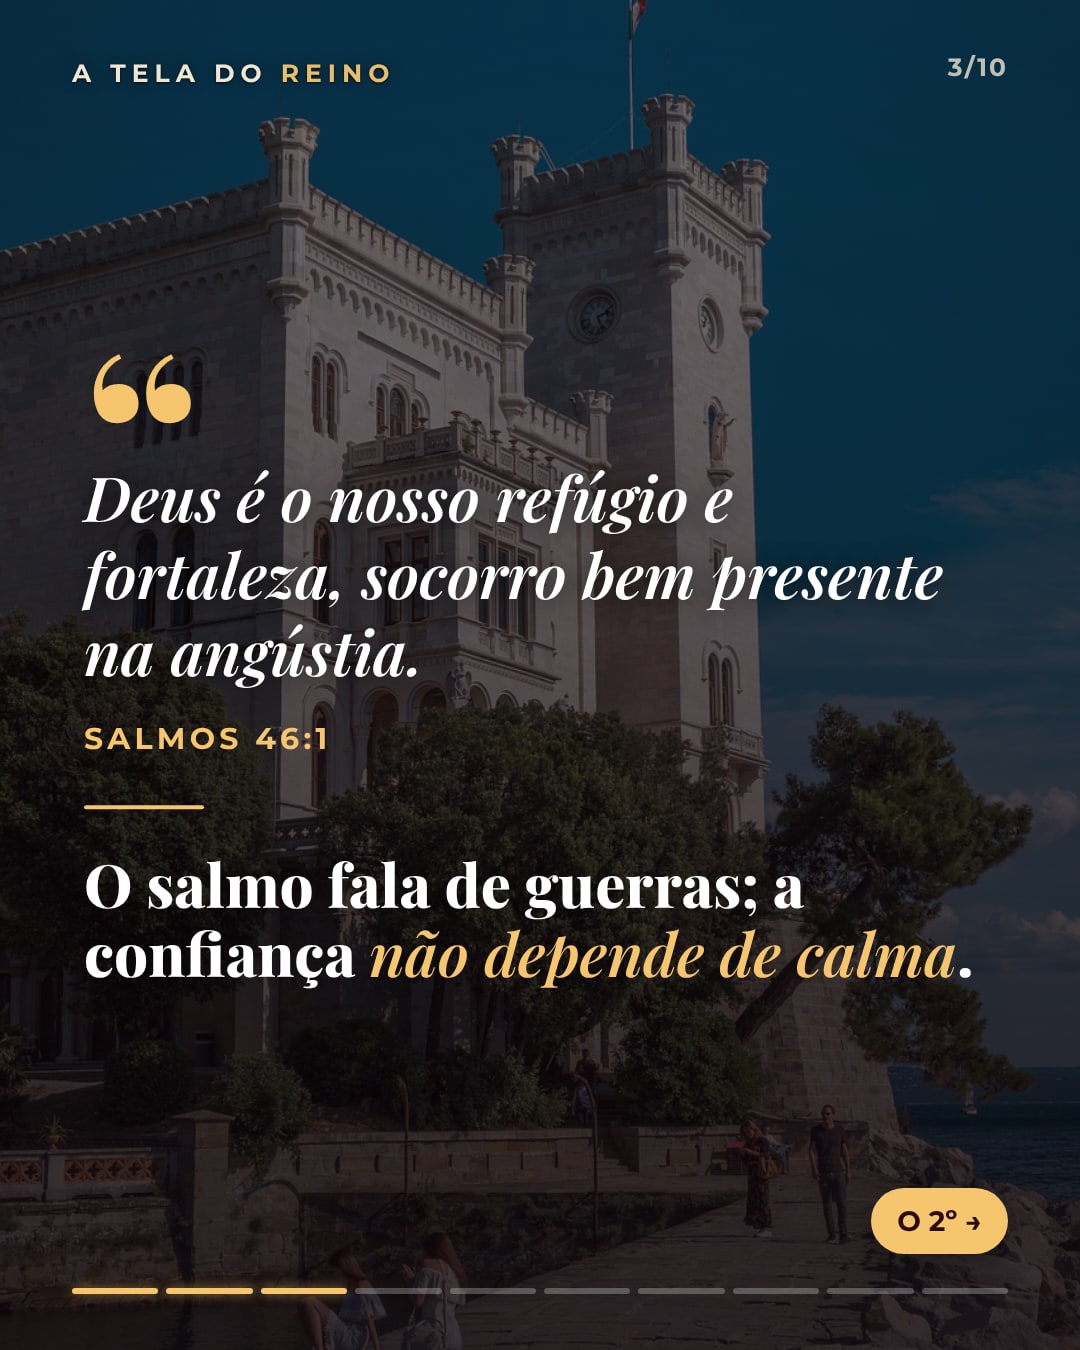 A TELA DO REINO
3/10
Deus é o nosso refúgio e
fortaleza, socorro bem presente
na angústia.
SALMOS 46:1
O salmo fala de guerras; a
confiança não depende de calma.
O 2º →